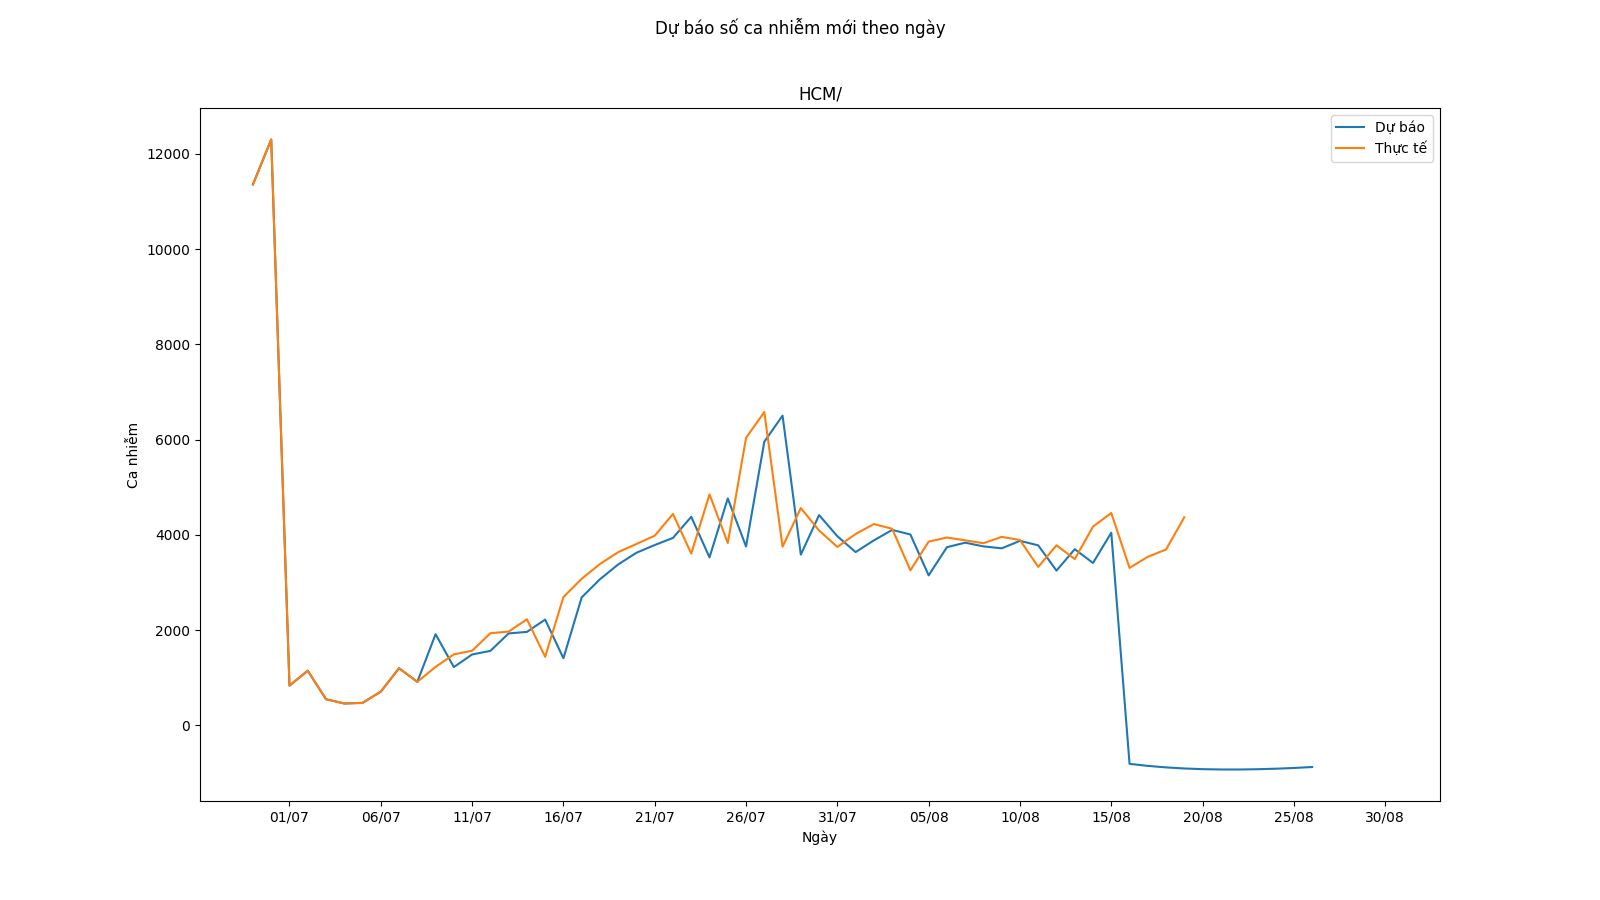 Dự báo số ca nhiễm mới theo ngày
HCM/
Dự báo
Thực tế
12000
10000
8000
6000
4000
2000
0
Ca nhiễm
01/07 06/07 11/07 16/07 21/07 26/07 31/07 05/08 10/08 15/08 20/08 25/08 30/08
Ngày